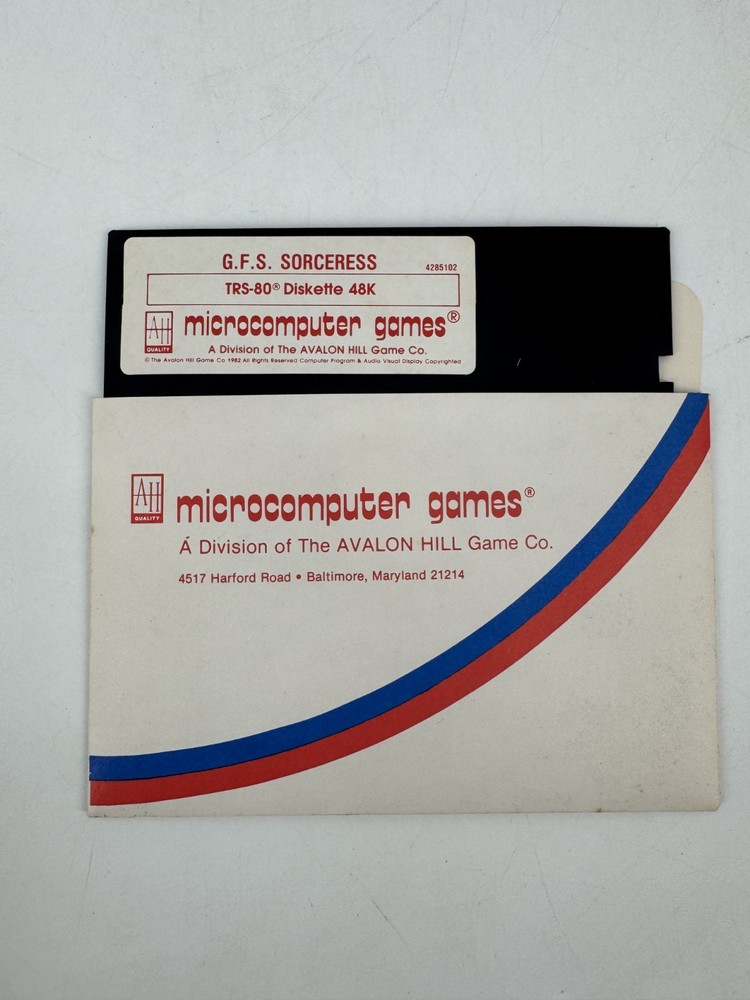 G.F.S. SORCERESS
4285102
TRS-80® Diskette 48K
AH
QUALITY
microcomputer games®
A Division of The AVALON HILL Game Co.
© The Avalon Hill Game Co 1982 All Rights Reserved Computer Program & Audio Visual Display Copyrighted
AH
QUALITY
microcomputer games®
A Division of The AVALON HILL Game Co.
4517 Harford Road • Baltimore, Maryland 21214